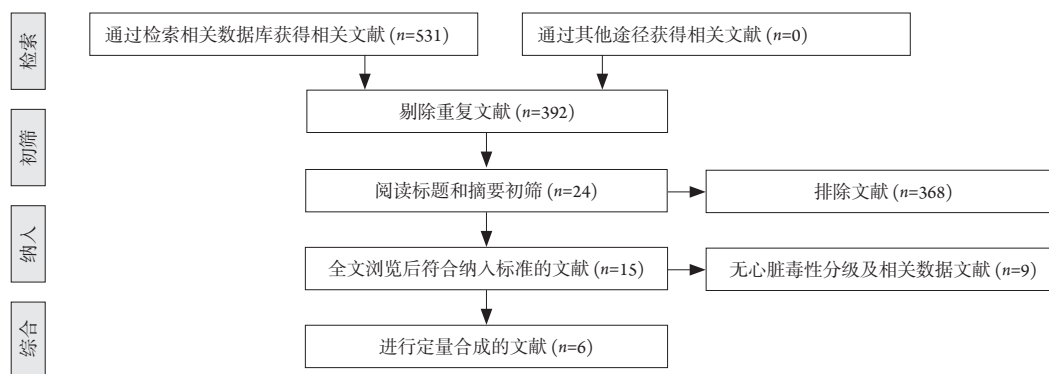 检索
通过检索相关数据库获得相关文献 (n=531)
通过其他途径获得相关文献 (n=0)
剔除重复文献 (n=392)
初筛
阅读标题和摘要初筛 (n=24)
排除文献 (n=368)
纳入
全文浏览后符合纳入标准的文献 (n=15)
无心脏毒性分级及相关数据文献 (n=9)
综合
进行定量合成的文献 (n=6)